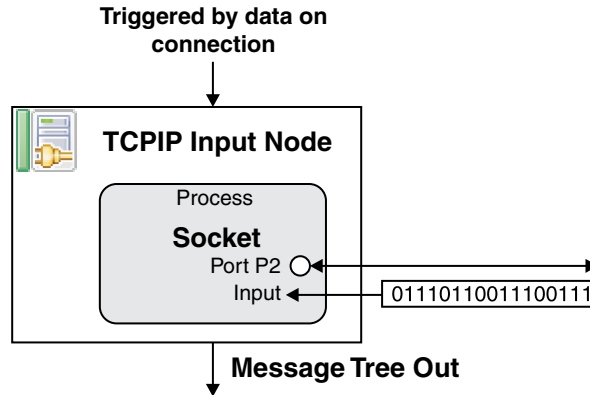 Triggered by data on
connection
TCPIP Input Node
Process
Socket
Port P2
Input
01110110011100111
Message Tree Out